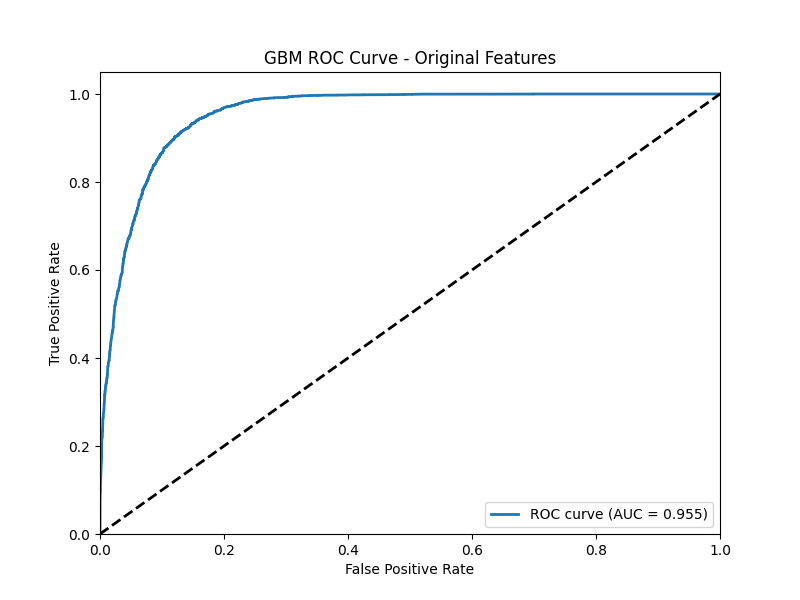 GBM ROC Curve - Original Features
True Positive Rate
1.0
0.8
0.6
0.4
0.2
0.0
ROC curve (AUC = 0.955)
0.0 0.2 0.4 0.6 0.8 1.0
False Positive Rate